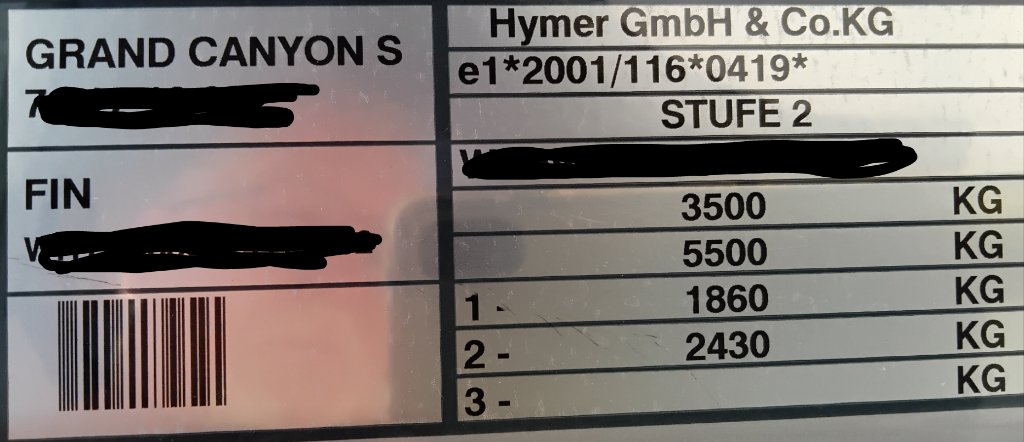 GRAND CANYON S
7
FIN
W
Hymer GmbH & Co.KG
e1*2001/116*0419*
STUFE 2
W
3500 KG
5500 KG
1 - 1860 KG
2 - 2430 KG
3 - KG